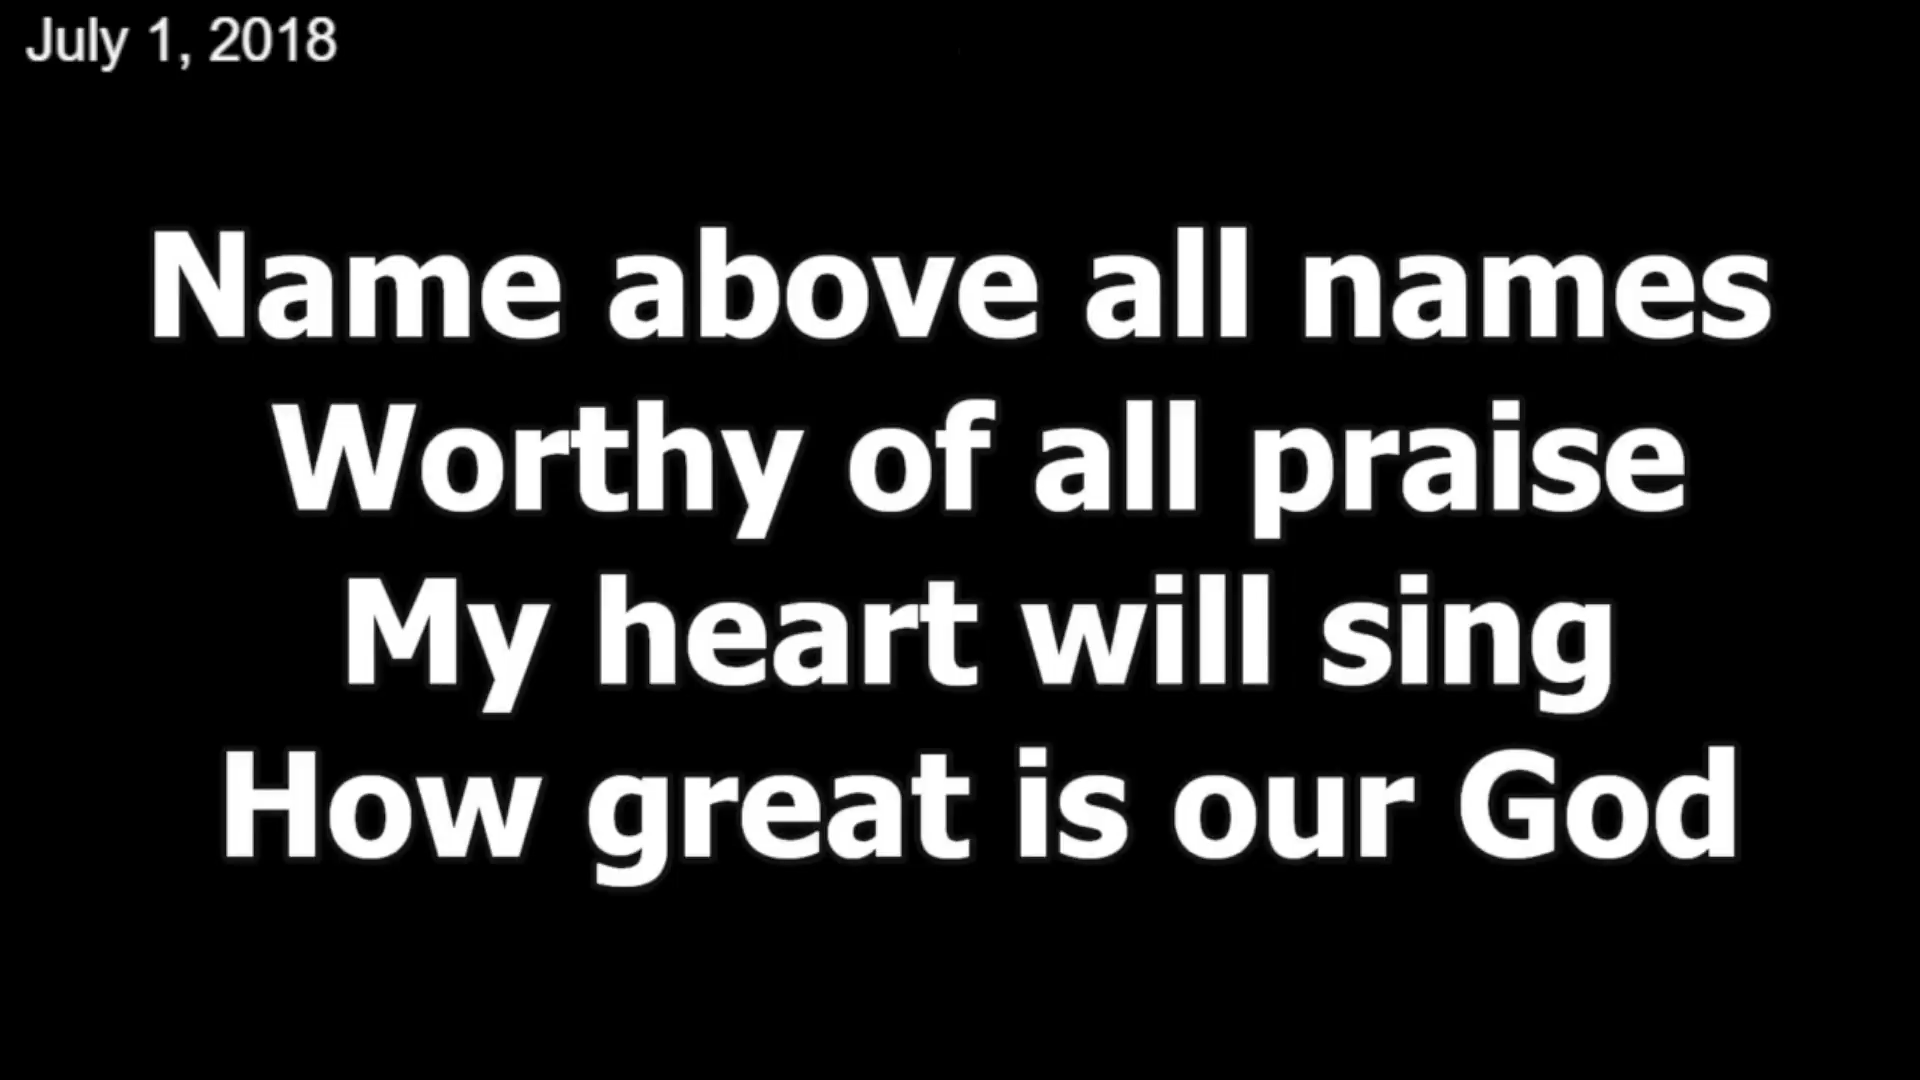 July 1, 2018
Name above all names
Worthy of all praise
My heart will sing
How great is our God